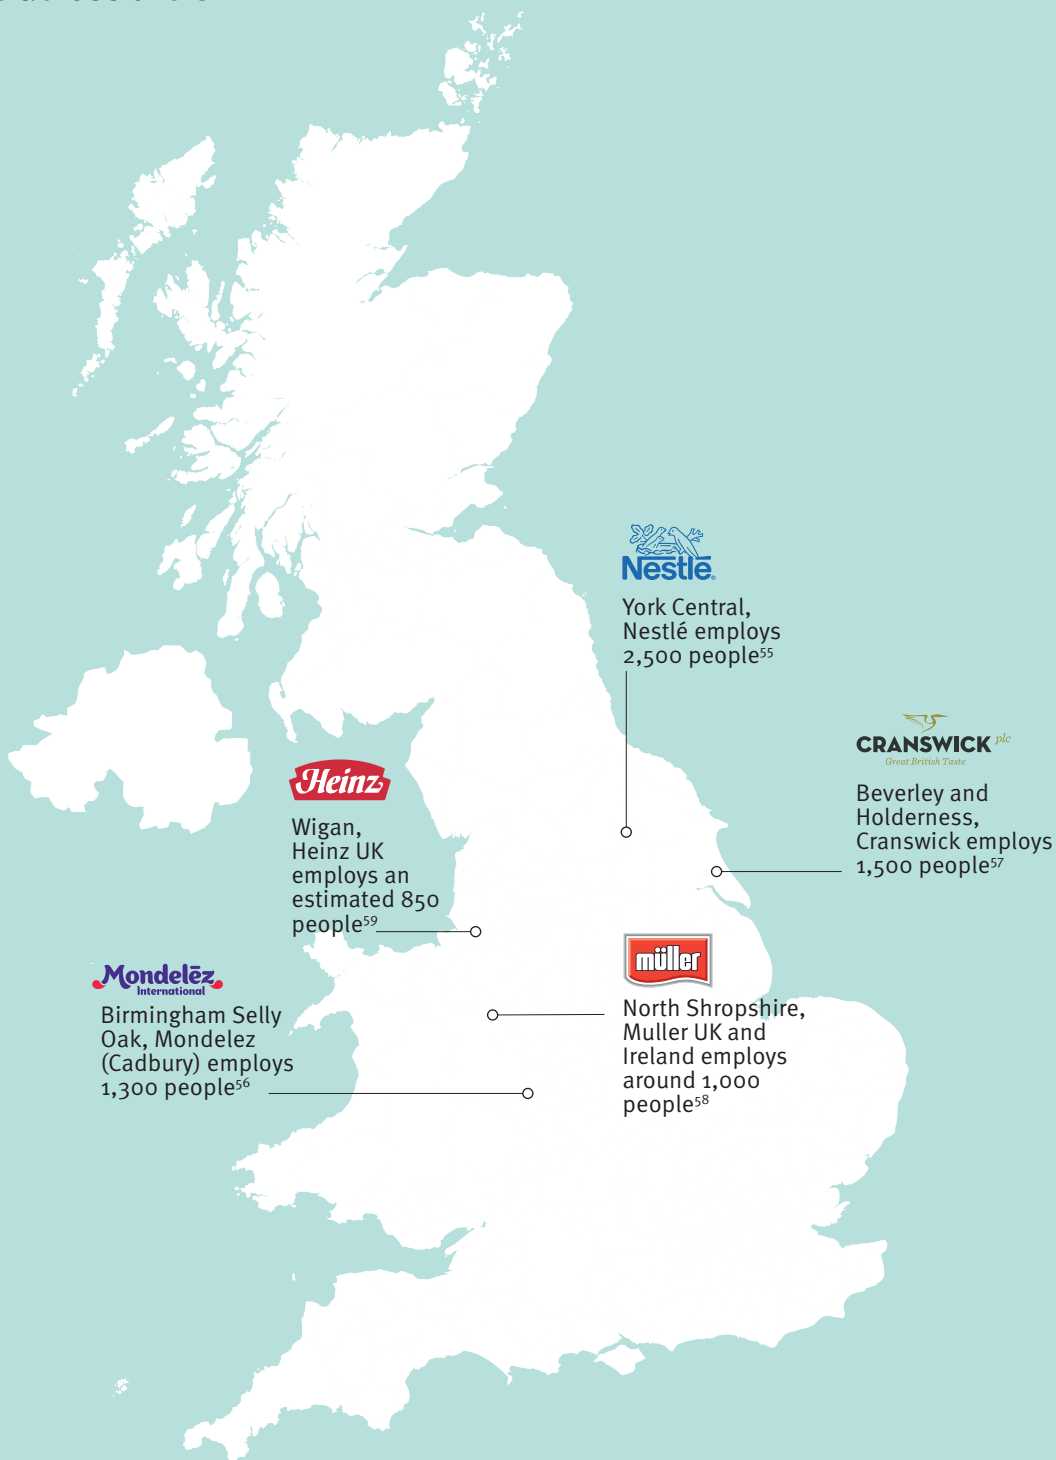 Nestlé
York Central,
Nestlé employs
2,500 people55
CRANSWICK plc
Great British Taste
Beverley and
Holderness,
Cranswick employs
1,500 people57
Heinz
Wigan,
Heinz UK
employs an
estimated 850
people59
müller
North Shropshire,
Muller UK and
Ireland employs
around 1,000
people58
Mondelēz
International
Birmingham Selly
Oak, Mondelez
(Cadbury) employs
1,300 people56